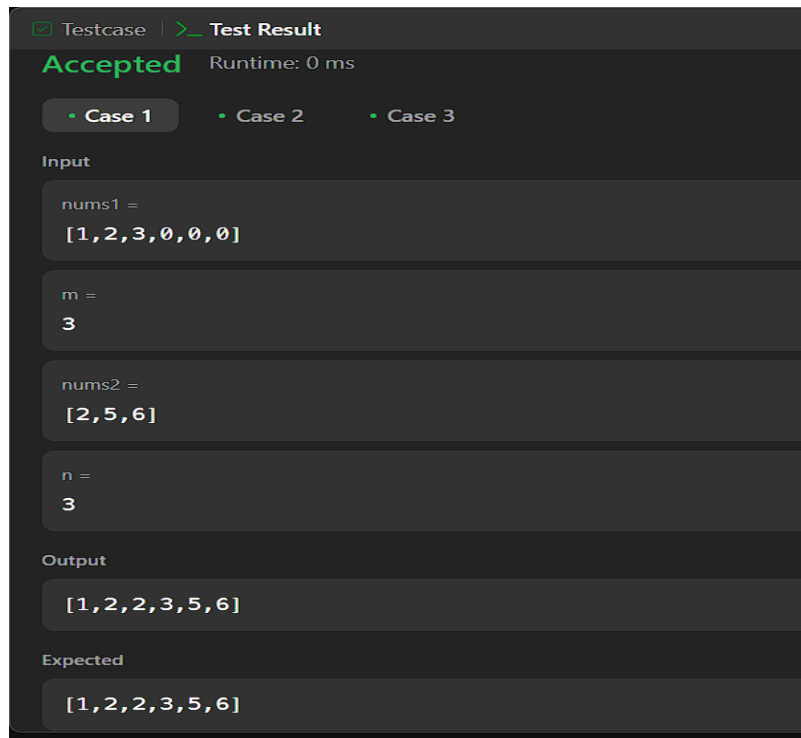 Testcase | >_ Test Result
Accepted Runtime: 0 ms
• Case 1 • Case 2 • Case 3
Input
nums1 =
[1,2,3,0,0,0]
m =
3
nums2 =
[2,5,6]
n =
3
Output
[1,2,2,3,5,6]
Expected
[1,2,2,3,5,6]